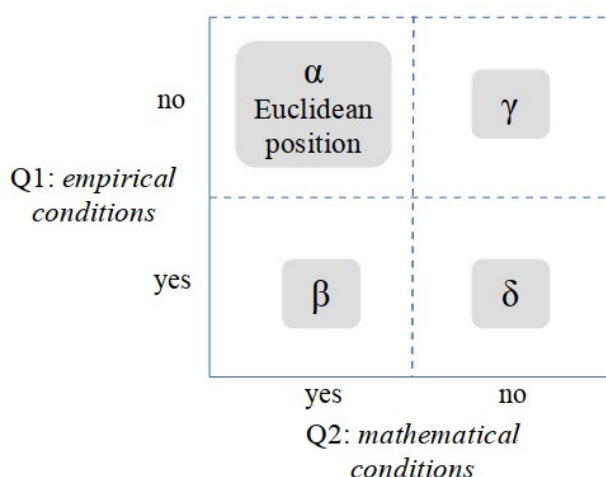 α
Euclidean
position
γ
no
Q1: empirical
conditions
yes
β
δ
yes
no
Q2: mathematical
conditions